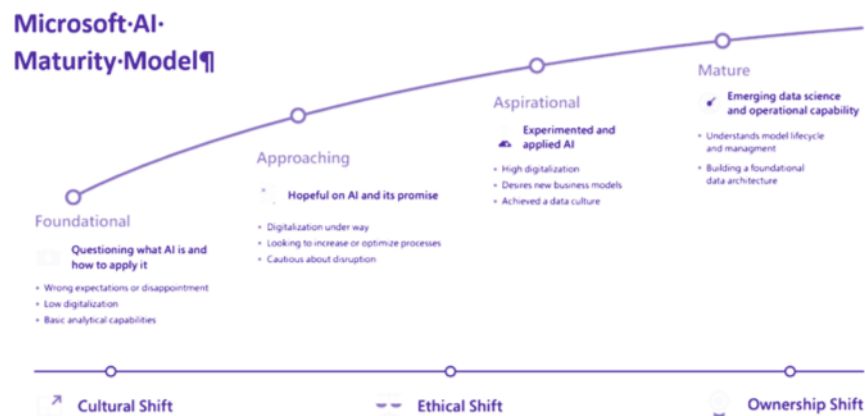 Microsoft·AI·
Maturity·Model¶
Foundational
Questioning what AI is and
how to apply it
• Wrong expectations or disappointment
• Low digitalization
• Basic analytical capabilities
Approaching
Hopeful on AI and its promise
• Digitalization under way
• Looking to increase or optimize processes
• Cautious about disruption
Aspirational
Experimented and
applied AI
• High digitalization
• Desires new business models
• Achieved a data culture
Mature
Emerging data science
and operational capability
• Understands model lifecycle
and managment
• Building a foundational
data architecture
Cultural Shift
Ethical Shift
Ownership Shift